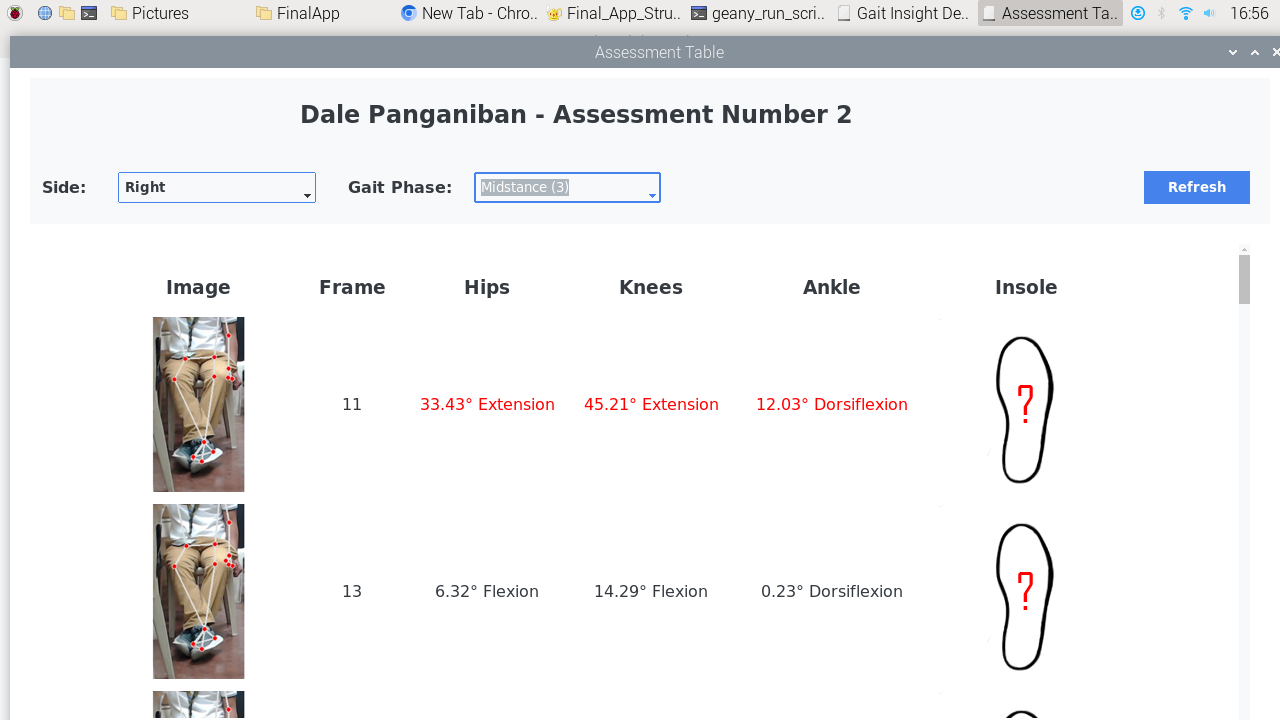 Pictures FinalApp New Tab - Chro.. Final_App_Stru.. geany_run_scri.. Gait Insight De.. Assessment Ta.. 16:56
Assessment Table
Dale Panganiban - Assessment Number 2
Side: Right Gait Phase: Midstance (3) Refresh
Image Frame Hips Knees Ankle Insole
11 33.43° Extension 45.21° Extension 12.03° Dorsiflexion ?
13 6.32° Flexion 14.29° Flexion 0.23° Dorsiflexion ?